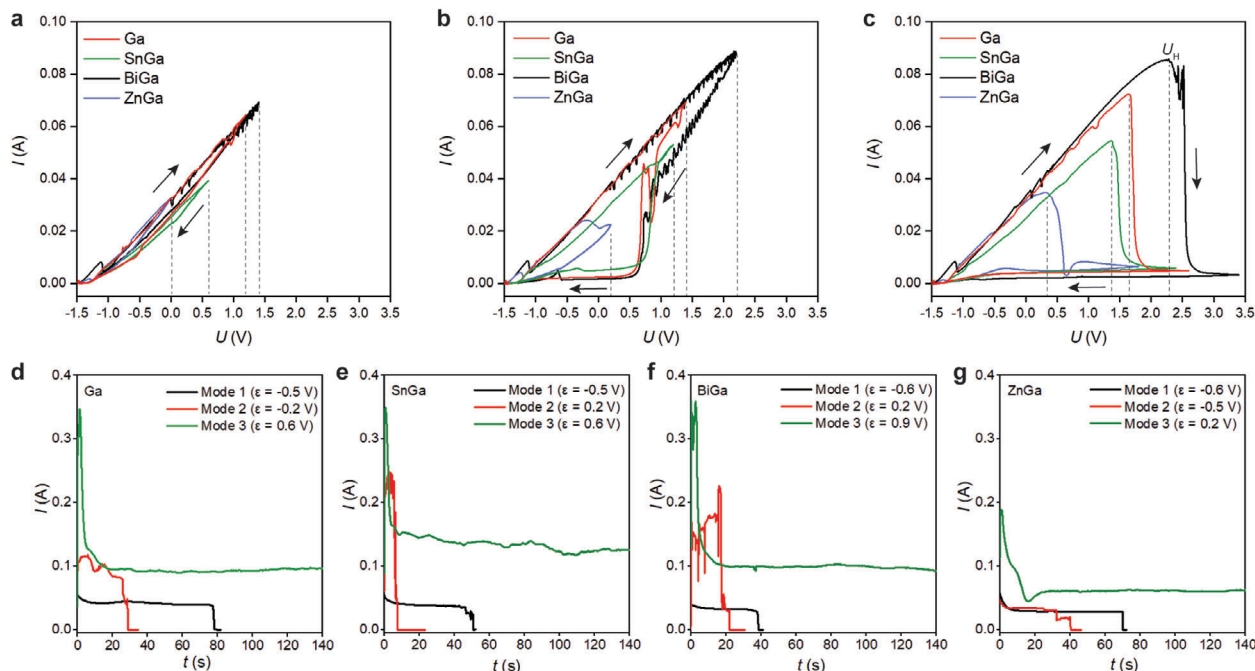 a
Ga
SnGa
BiGa
ZnGa
I (A)
0.10
0.08
0.06
0.04
0.02
0.00
-1.5 -1.0 -0.5 0.0 0.5 1.0 1.5 2.0 2.5 3.0 3.5
U (V)
b
Ga
SnGa
BiGa
ZnGa
I (A)
0.10
0.08
0.06
0.04
0.02
0.00
-1.5 -1.0 -0.5 0.0 0.5 1.0 1.5 2.0 2.5 3.0 3.5
U (V)
c
Ga
SnGa
BiGa
ZnGa
UH
I (A)
0.10
0.08
0.06
0.04
0.02
0.00
-1.5 -1.0 -0.5 0.0 0.5 1.0 1.5 2.0 2.5 3.0 3.5
U (V)
d
Ga
Mode 1 (ε = -0.5 V)
Mode 2 (ε = -0.2 V)
Mode 3 (ε = 0.6 V)
I (A)
0.4
0.3
0.2
0.1
0.0
0 20 40 60 80 100 120 140
t (s)
e
SnGa
Mode 1 (ε = -0.5 V)
Mode 2 (ε = 0.2 V)
Mode 3 (ε = 0.6 V)
I (A)
0.4
0.3
0.2
0.1
0.0
0 20 40 60 80 100 120 140
t (s)
f
BiGa
Mode 1 (ε = -0.6 V)
Mode 2 (ε = 0.2 V)
Mode 3 (ε = 0.9 V)
I (A)
0.4
0.3
0.2
0.1
0.0
0 20 40 60 80 100 120 140
t (s)
g
ZnGa
Mode 1 (ε = -0.6 V)
Mode 2 (ε = -0.5 V)
Mode 3 (ε = 0.2 V)
I (A)
0.4
0.3
0.2
0.1
0.0
0 20 40 60 80 100 120 140
t (s)